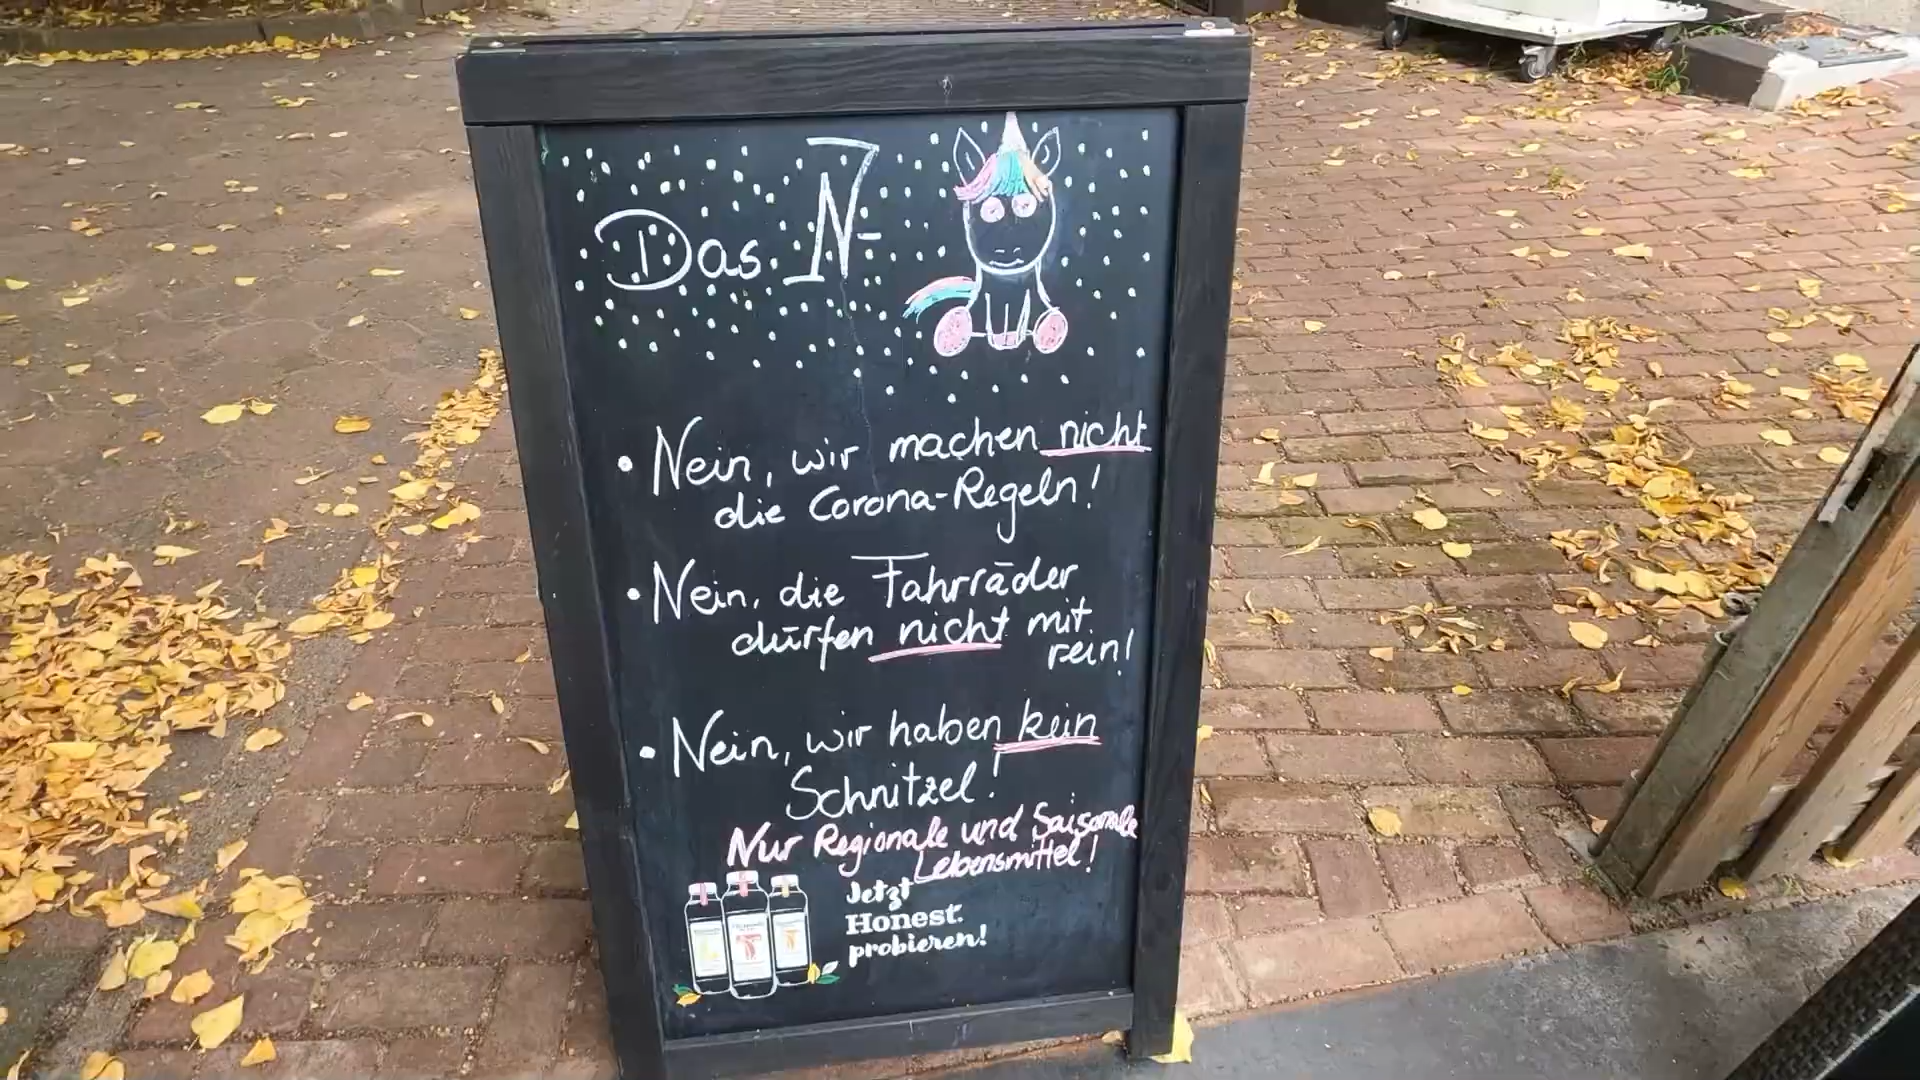 Das N-
• Nein, wir machen nicht
die Corona-Regeln!
• Nein, die Fahrräder
dürfen nicht mit
rein!
• Nein, wir haben kein
Schnitzel!
Nur Regionale und Saisonale
Lebensmittel!
Jetzt
Honest
probieren!